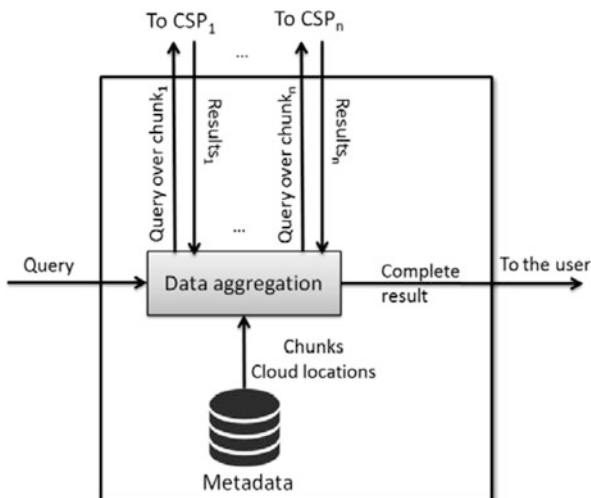 To CSP₁
To CSPₙ
...
...
Query over chunk₁
Results₁
Query over chunkₙ
Resultsₙ
...
Query
Data aggregation
Complete
result
To the user
Chunks
Cloud locations
Metadata